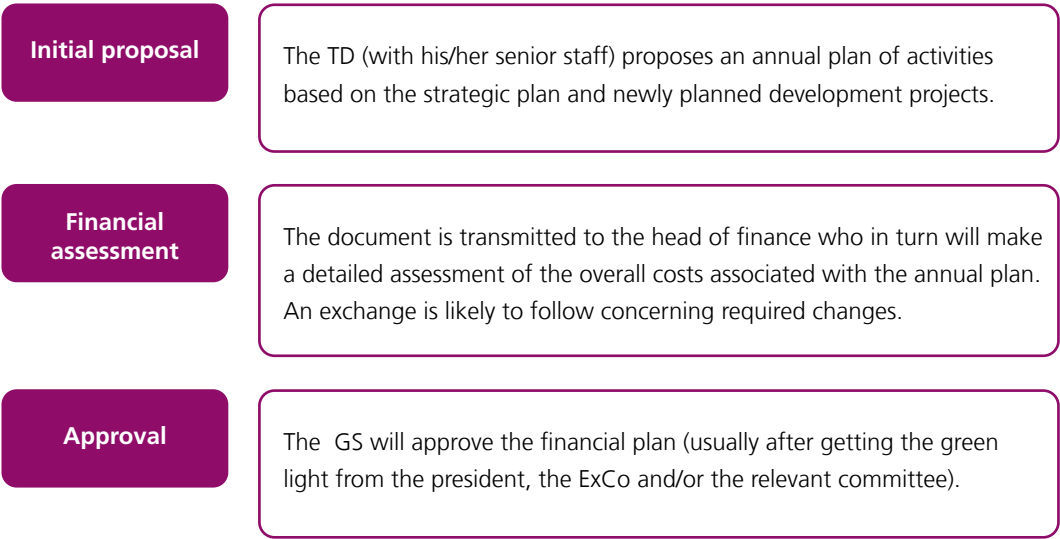 Initial proposal
The TD (with his/her senior staff) proposes an annual plan of activities
based on the strategic plan and newly planned development projects.
Financial
assessment
The document is transmitted to the head of finance who in turn will make
a detailed assessment of the overall costs associated with the annual plan.
An exchange is likely to follow concerning required changes.
Approval
The GS will approve the financial plan (usually after getting the green
light from the president, the ExCo and/or the relevant committee).